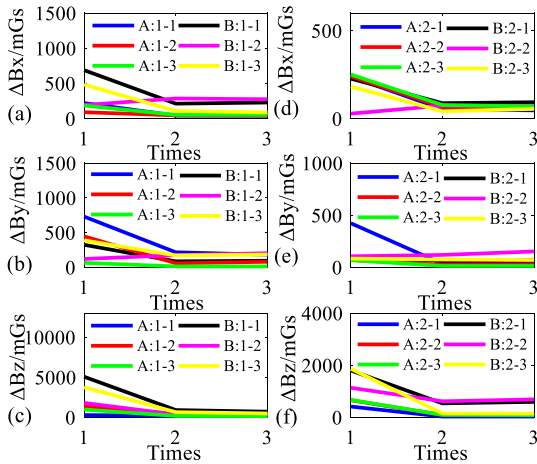 ΔBx/mGs
1500
1000
500
0
A:1-1 B:1-1
A:1-2 B:1-2
A:1-3 B:1-3
(a)
1 2 3
Times
ΔBx/mGs
500
0
A:2-1 B:2-1
A:2-2 B:2-2
A:2-3 B:2-3
(d)
1 2 3
Times
ΔBy/mGs
1500
1000
500
0
A:1-1 B:1-1
A:1-2 B:1-2
A:1-3 B:1-3
(b)
1 2 3
Times
ΔBy/mGs
1000
500
0
A:2-1 B:2-1
A:2-2 B:2-2
A:2-3 B:2-3
(e)
1 2 3
Times
ΔBz/mGs
10000
5000
0
A:1-1 B:1-1
A:1-2 B:1-2
A:1-3 B:1-3
(c)
1 2 3
Times
ΔBz/mGs
4000
2000
0
A:2-1 B:2-1
A:2-2 B:2-2
A:2-3 B:2-3
(f)
1 2 3
Times